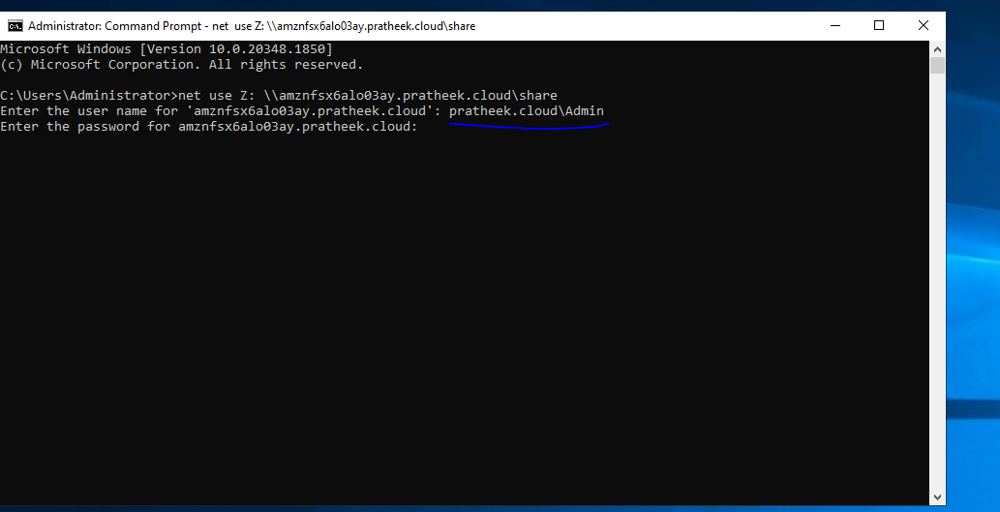 Administrator: Command Prompt - net  use Z: \\amznfsx6alo03ay.pratheek.cloud\share
Microsoft Windows [Version 10.0.20348.1850]
(c) Microsoft Corporation. All rights reserved.
C:\Users\Administrator>net use Z: \\amznfsx6alo03ay.pratheek.cloud\share
Enter the user name for 'amznfsx6alo03ay.pratheek.cloud': pratheek.cloud\Admin
Enter the password for amznfsx6alo03ay.pratheek.cloud: